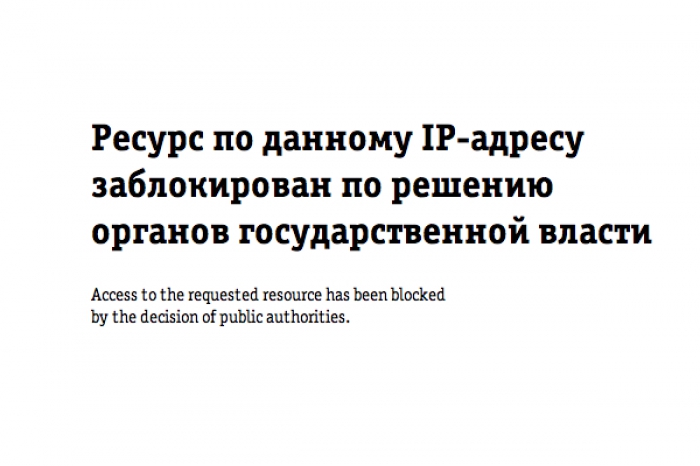 Ресурс по данному IP-адресу
заблокирован по решению
органов государственной власти
Access to the requested resource has been blocked
by the decision of public authorities.